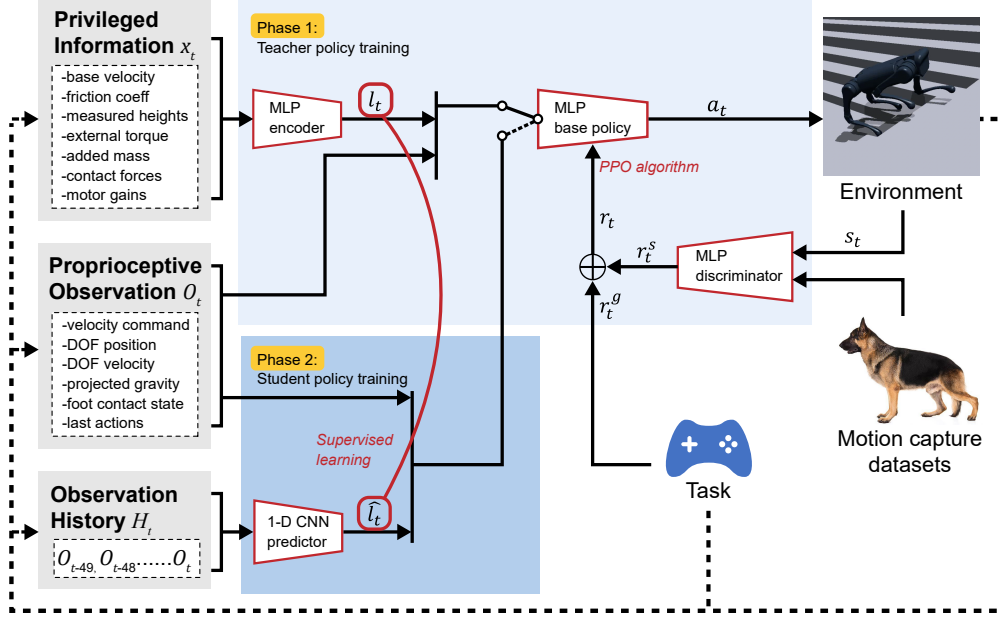 Privileged
Information x_t
-base velocity
-friction coeff
-measured heights
-external torque
-added mass
-contact forces
-motor gains
Proprioceptive
Observation O_t
-velocity command
-DOF position
-DOF velocity
-projected gravity
-foot contact state
-last actions
Observation
History H_t
O_{t-49}, O_{t-48}......O_t
Phase 1:
Teacher policy training
MLP
encoder
l_t
MLP
base policy
a_t
PPO algorithm
r_t
r_t^s
r_t^g
MLP
discriminator
s_t
Environment
Phase 2:
Student policy training
Supervised
learning
1-D CNN
predictor
\hat{l}_t
Task
Motion capture
datasets